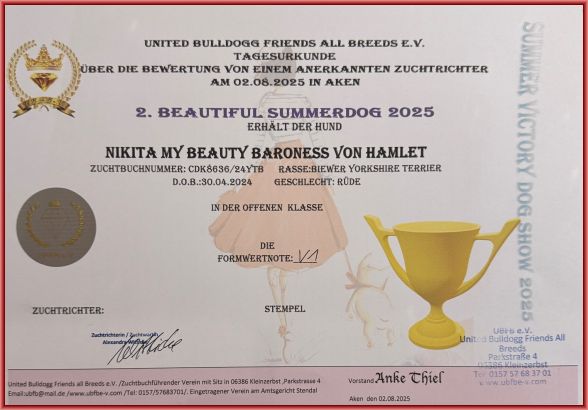 UNITED BULLDOGG FRIENDS ALL BREEDS E.V.
TAGESURKUNDE
ÜBER DIE BEWERTUNG VON EINEM ANERKANNTEN ZUCHTRICHTER
AM 02.08.2025 IN AKEN
2. BEAUTIFUL SUMMERDOG 2025
ERHÄLT DER HUND
NIKITA MY BEAUTY BARONESS VON HAMLET
ZUCHTBUCHNUMMER: CDK8636/24YTB RASSE:BIEWER YORKSHIRE TERRIER
D.O.B.:30.04.2024 GESCHLECHT: RÜDE
IN DER OFFENEN KLASSE
DIE
FORMWERTNOTE: V1
ZUCHTRICHTER:
STEMPEL
Zuchtrichterin / Zuchtwartin
Alexandra
SUMMER VICTORY DOG SHOW 2025
UBFB e.V.
United Bulldogg Friends All
Breeds
Parkstraße 4
06386 Kleinzerbst
Tel: 0157 57 68 37 01
www.ubfbe-v.com
United Bulldogg Friends all Breeds e.V. /Zuchtbuchführender Verein mit Sitz in 06386 Kleinzerbst ,Parkstrasse 4
Email:ubfb@mail.de /www.ubfbe-v.com /Tel :0157/57683701/. Eingetragener Verein am Amtsgericht Stendal
Vorstand Anke Thiel
Aken den 02.08.2025